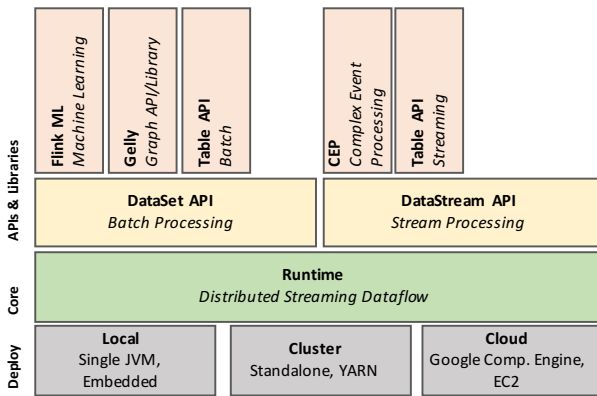 Flink ML
Machine Learning
Gelly
Graph API/Library
Table API
Batch
CEP
Complex Event
Processing
Table API
Streaming
APIs & Libraries
DataSet API
Batch Processing
DataStream API
Stream Processing
Core
Runtime
Distributed Streaming Dataflow
Deploy
Local
Single JVM,
Embedded
Cluster
Standalone, YARN
Cloud
Google Comp. Engine,
EC2